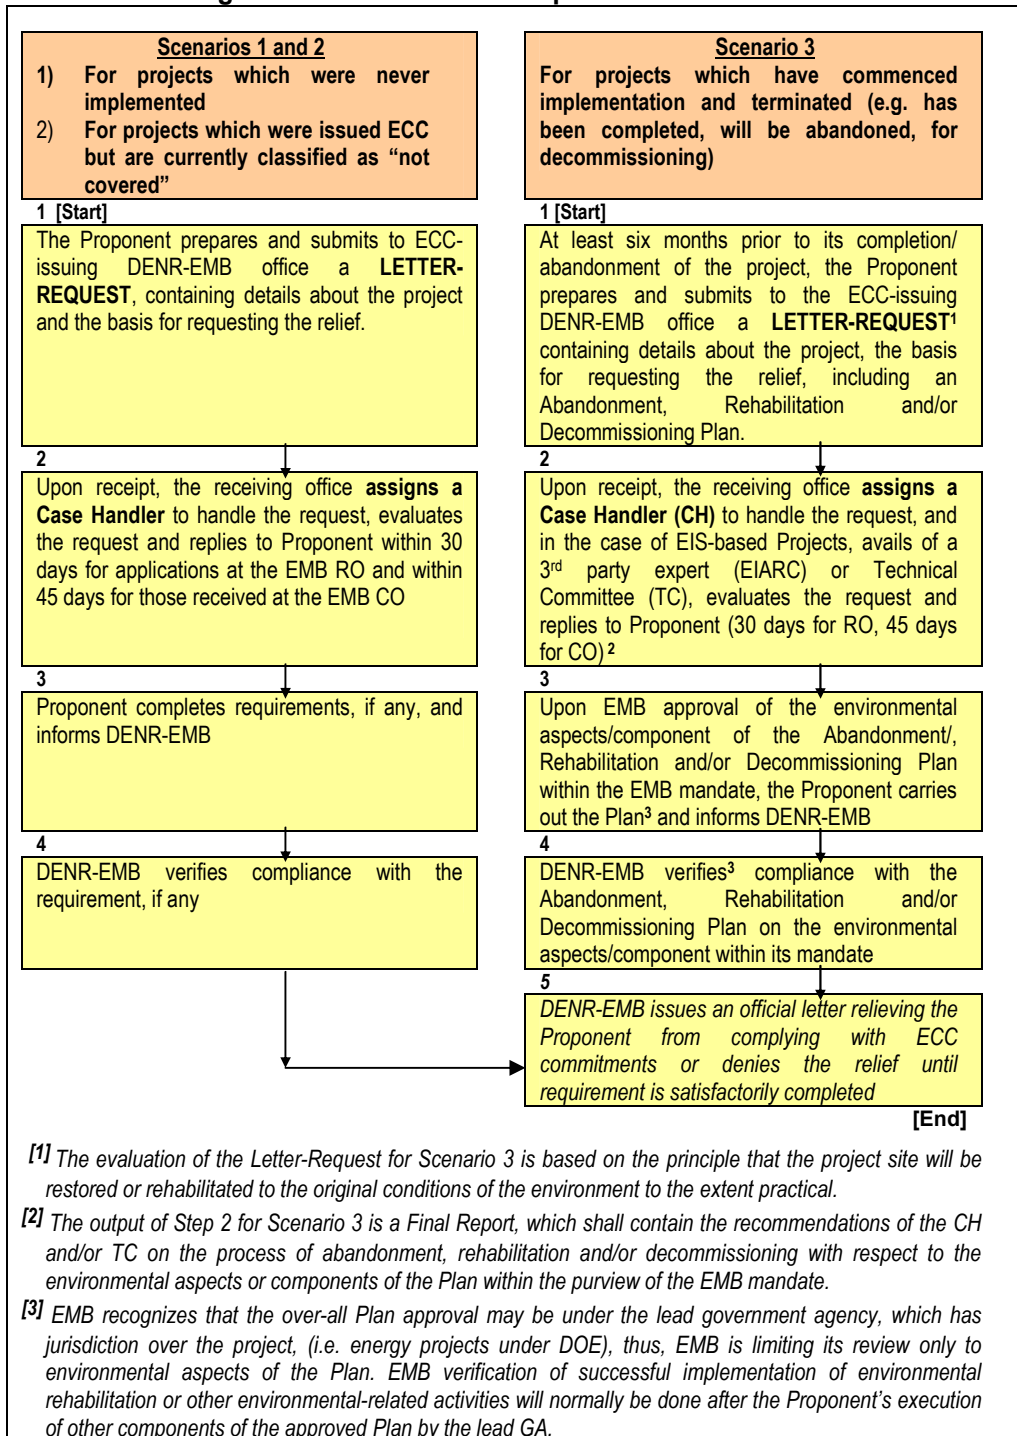 Scenarios 1 and 2
1) For projects which were never
implemented
2) For projects which were issued ECC
but are currently classified as “not
covered”
1 [Start]
The Proponent prepares and submits to ECC-
issuing DENR-EMB office a LETTER-
REQUEST, containing details about the project
and the basis for requesting the relief.
2
Upon receipt, the receiving office assigns a
Case Handler to handle the request, evaluates
the request and replies to Proponent within 30
days for applications at the EMB RO and within
45 days for those received at the EMB CO
3
Proponent completes requirements, if any, and
informs DENR-EMB
4
DENR-EMB verifies compliance with the
requirement, if any
Scenario 3
For projects which have commenced
implementation and terminated (e.g. has
been completed, will be abandoned, for
decommissioning)
1 [Start]
At least six months prior to its completion/
abandonment of the project, the Proponent
prepares and submits to the ECC-issuing
DENR-EMB office a LETTER-REQUEST1
containing details about the project, the basis
for requesting the relief, including an
Abandonment, Rehabilitation and/or
Decommissioning Plan.
2
Upon receipt, the receiving office assigns a
Case Handler (CH) to handle the request, and
in the case of EIS-based Projects, avails of a
3rd party expert (EIARC) or Technical
Committee (TC), evaluates the request and
replies to Proponent (30 days for RO, 45 days
for CO) 2
3
Upon EMB approval of the environmental
aspects/component of the Abandonment/,
Rehabilitation and/or Decommissioning Plan
within the EMB mandate, the Proponent carries
out the Plan3 and informs DENR-EMB
4
DENR-EMB verifies3 compliance with the
Abandonment, Rehabilitation and/or
Decommissioning Plan on the environmental
aspects/component within its mandate
5
DENR-EMB issues an official letter relieving the
Proponent from complying with ECC
commitments or denies the relief until
requirement is satisfactorily completed
[End]
[1] The evaluation of the Letter-Request for Scenario 3 is based on the principle that the project site will be
restored or rehabilitated to the original conditions of the environment to the extent practical.
[2] The output of Step 2 for Scenario 3 is a Final Report, which shall contain the recommendations of the CH
and/or TC on the process of abandonment, rehabilitation and/or decommissioning with respect to the
environmental aspects or components of the Plan within the purview of the EMB mandate.
[3] EMB recognizes that the over-all Plan approval may be under the lead government agency, which has
jurisdiction over the project, (i.e. energy projects under DOE), thus, EMB is limiting its review only to
environmental aspects of the Plan. EMB verification of successful implementation of environmental
rehabilitation or other environmental-related activities will normally be done after the Proponent’s execution
of other components of the approved Plan by the lead GA.